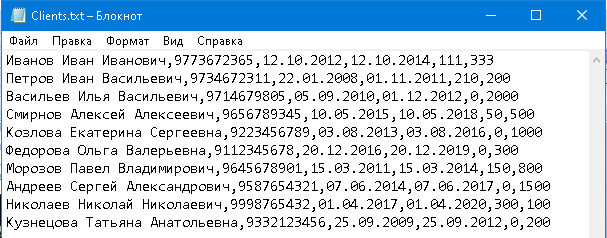 Clients.txt – Блокнот
Файл Правка Формат Вид Справка
Иванов Иван Иванович,9773672365,12.10.2012,12.10.2014,111,333
Петров Иван Васильевич,9734672311,22.01.2008,01.11.2011,210,200
Васильев Илья Васильевич,9714679805,05.09.2010,01.12.2012,0,2000
Смирнов Алексей Алексеевич,9656789345,10.05.2015,10.05.2018,50,500
Козлова Екатерина Сергеевна,9223456789,03.08.2013,03.08.2016,0,1000
Федорова Ольга Валерьевна,9112345678,20.12.2016,20.12.2019,0,300
Морозов Павел Владимирович,9645678901,15.03.2011,15.03.2014,150,800
Андреев Сергей Александрович,9587654321,07.06.2014,07.06.2017,0,1500
Николаев Николай Николаевич,9998765432,01.04.2017,01.04.2020,300,100
Кузнецова Татьяна Анатольевна,9332123456,25.09.2009,25.09.2012,0,200